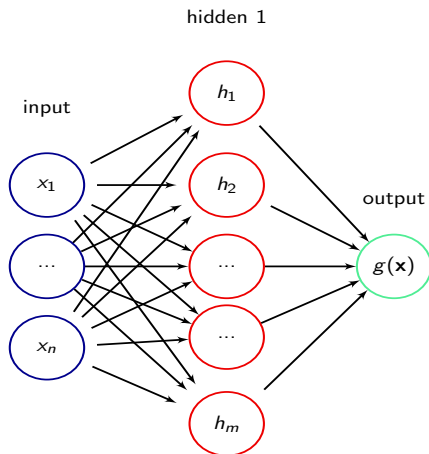 hidden 1
input
output
h₁
x₁
h₂
...
...
g(𝐱)
...
xₙ
hₘ